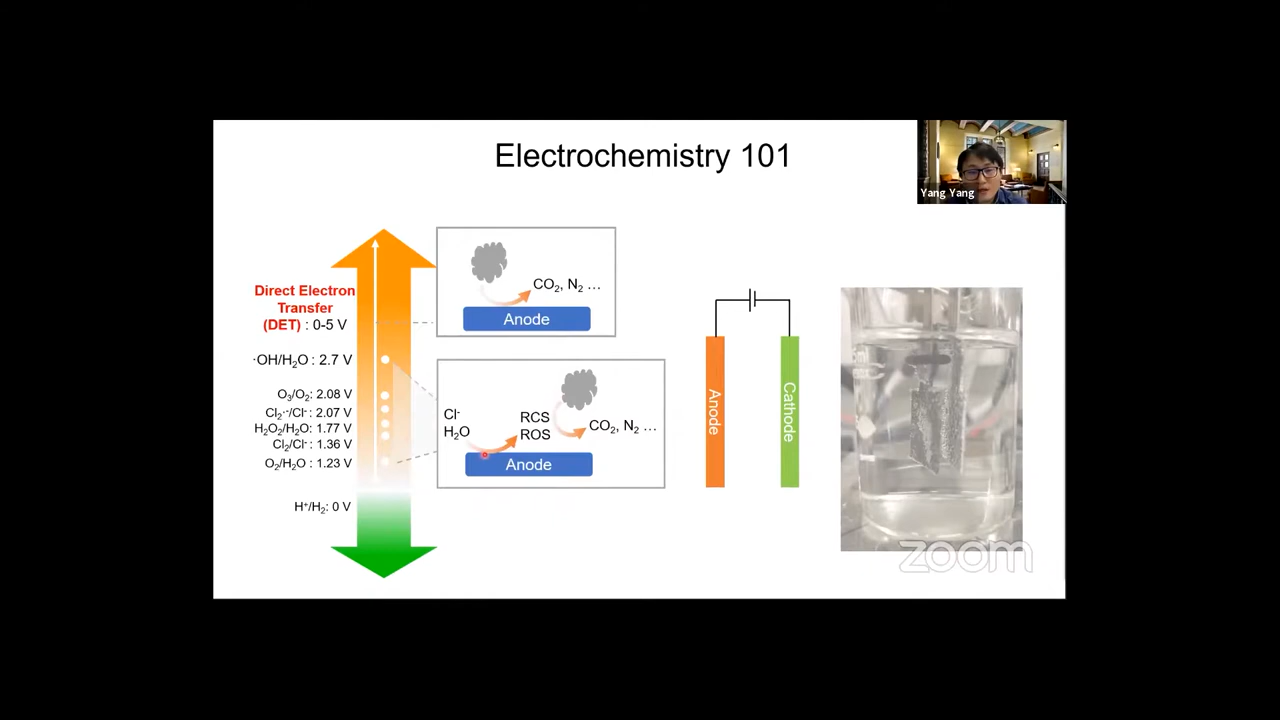 Electrochemistry 101
Yang Yang
Direct Electron
Transfer
(DET) : 0-5 V
·OH/H₂O : 2.7 V
O₃/O₂: 2.08 V
Cl₂·⁻/Cl⁻: 2.07 V
H₂O₂/H₂O: 1.77 V
Cl₂/Cl⁻: 1.36 V
O₂/H₂O : 1.23 V
H⁺/H₂: 0 V
CO₂, N₂ ...
Anode
Cl⁻
H₂O
RCS
ROS
CO₂, N₂ ...
Anode
Anode
Cathode
zoom